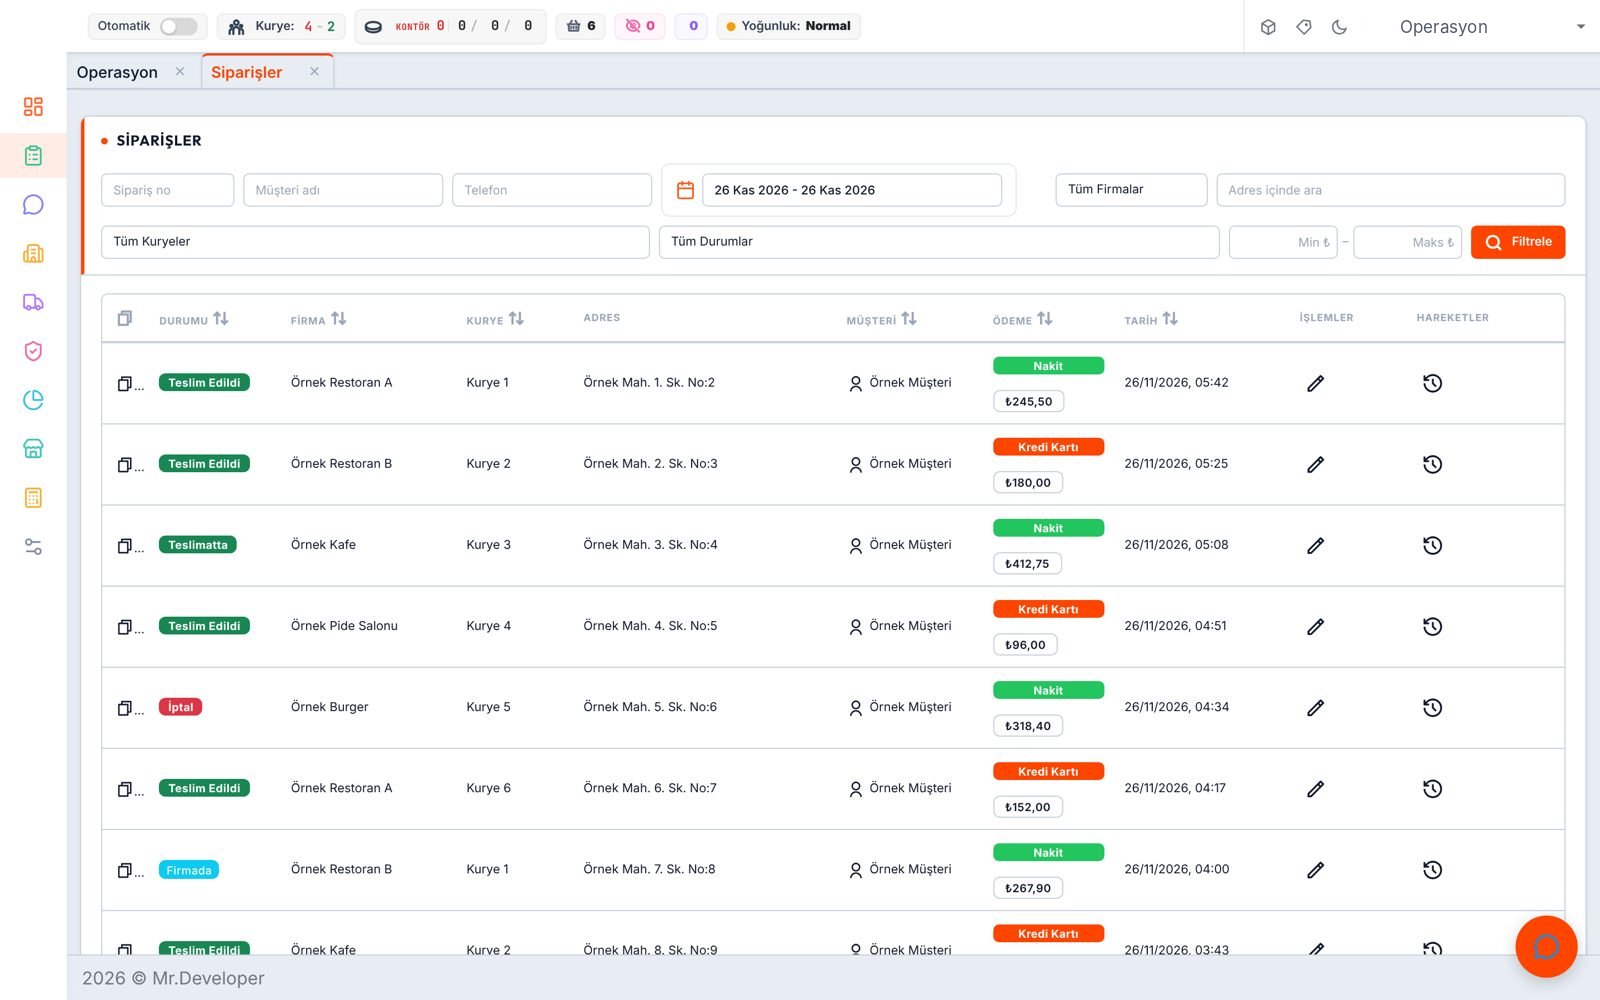 Otomatik
Kurye: 4 - 2
KONTÖR 0 0 / 0 / 0
6
0
0
Yoğunluk: Normal
Operasyon
Operasyon ×
Siparişler ×
SİPARİŞLER
Sipariş no
Müşteri adı
Telefon
26 Kas 2026 - 26 Kas 2026
Tüm Firmalar
Adres içinde ara
Tüm Kuryeler
Tüm Durumlar
Min ₺ – Maks ₺
Filtrele
DURUMU FİRMA KURYE ADRES MÜŞTERİ ÖDEME TARİH İŞLEMLER HAREKETLER
... Teslim Edildi Örnek Restoran A Kurye 1 Örnek Mah. 1. Sk. No:2 Örnek Müşteri Nakit ₺245,50 26/11/2026, 05:42
... Teslim Edildi Örnek Restoran B Kurye 2 Örnek Mah. 2. Sk. No:3 Örnek Müşteri Kredi Kartı ₺180,00 26/11/2026, 05:25
... Teslimatta Örnek Kafe Kurye 3 Örnek Mah. 3. Sk. No:4 Örnek Müşteri Nakit ₺412,75 26/11/2026, 05:08
... Teslim Edildi Örnek Pide Salonu Kurye 4 Örnek Mah. 4. Sk. No:5 Örnek Müşteri Kredi Kartı ₺96,00 26/11/2026, 04:51
... İptal Örnek Burger Kurye 5 Örnek Mah. 5. Sk. No:6 Örnek Müşteri Nakit ₺318,40 26/11/2026, 04:34
... Teslim Edildi Örnek Restoran A Kurye 6 Örnek Mah. 6. Sk. No:7 Örnek Müşteri Kredi Kartı ₺152,00 26/11/2026, 04:17
... Firmada Örnek Restoran B Kurye 1 Örnek Mah. 7. Sk. No:8 Örnek Müşteri Nakit ₺267,90 26/11/2026, 04:00
... Teslim Edildi Örnek Kafe Kurye 2 Örnek Mah. 8. Sk. No:9 Örnek Müşteri Kredi Kartı 26/11/2026, 03:43
2026 © Mr.Developer